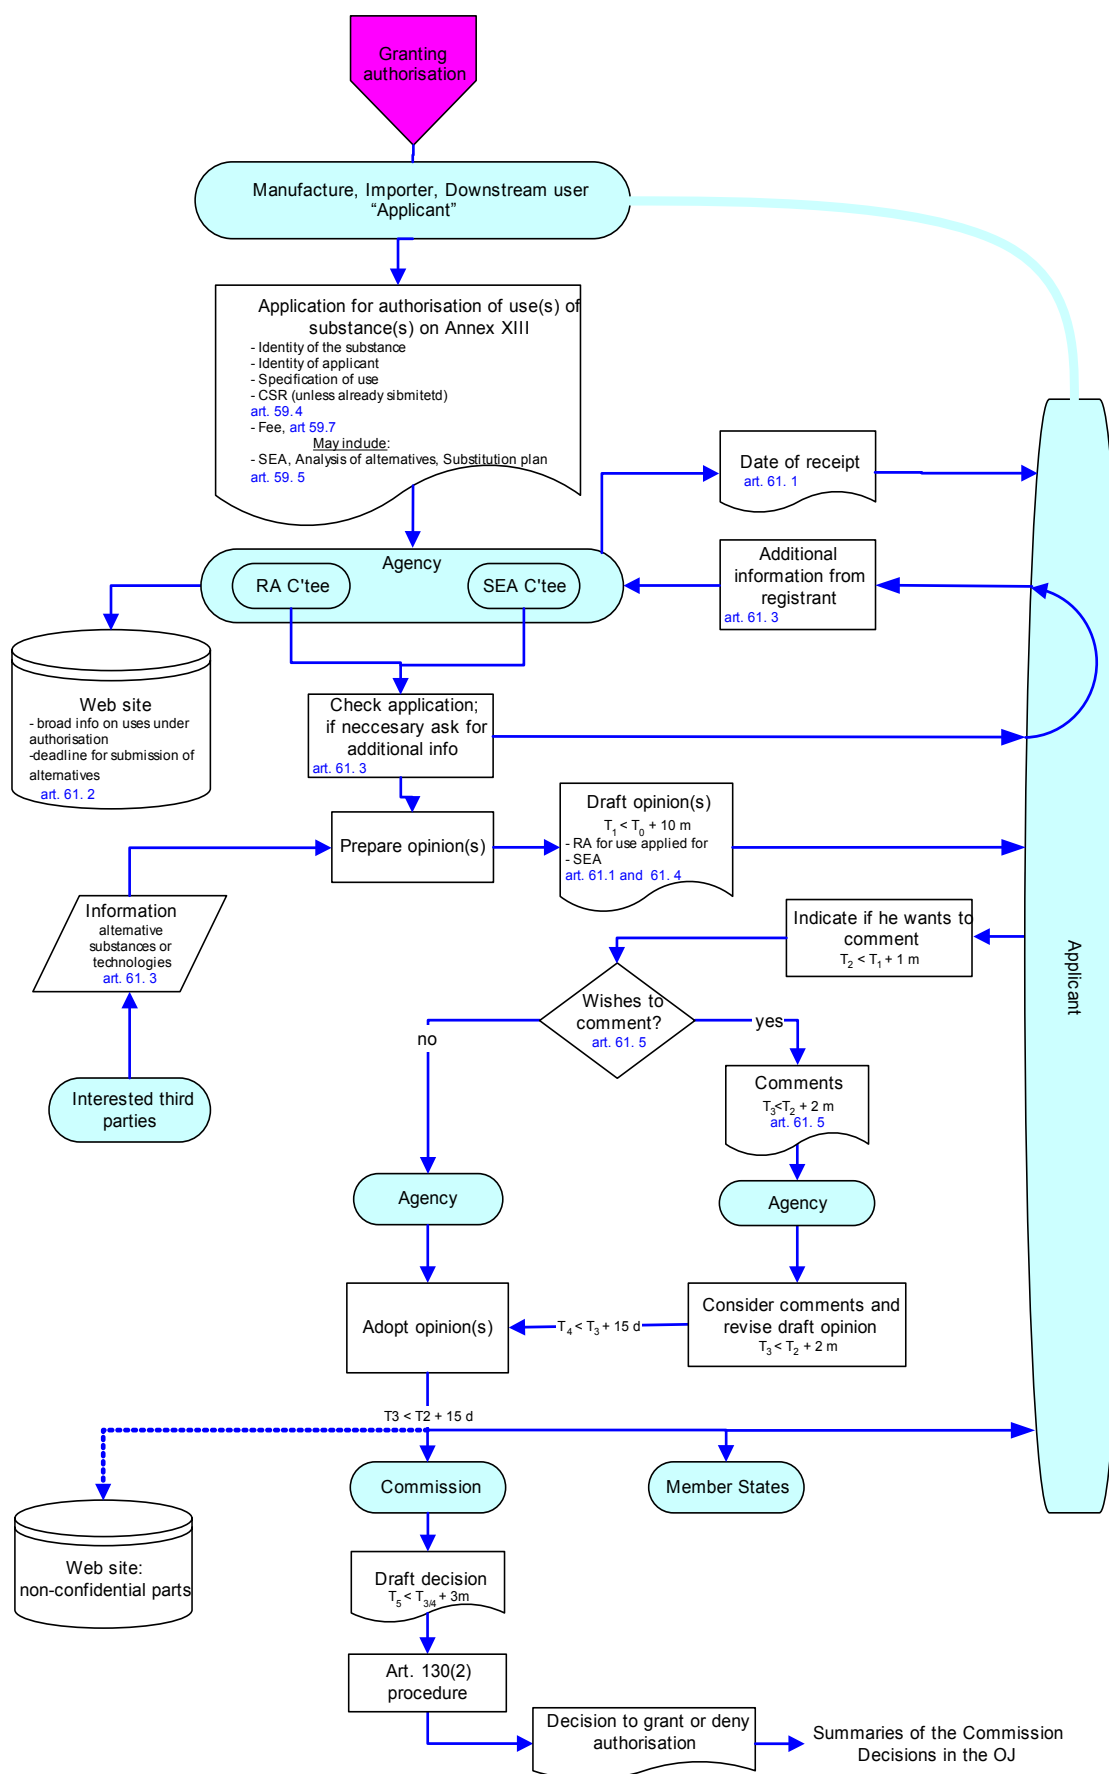 Granting
authorisation
Manufacture, Importer, Downstream user
“Applicant”
Application for authorisation of use(s) of
substance(s) on Annex XIII
- Identity of the substance
- Identity of applicant
- Specification of use
- CSR (unless already sibmitetd)
art. 59.4
- Fee, art 59.7
May include:
- SEA, Analysis of alternatives, Substitution plan
art. 59. 5
Date of receipt
art. 61. 1
Agency
RA C'tee
SEA C'tee
Additional
information from
registrant
art. 61. 3
Web site
- broad info on uses under
authorisation
-deadline for submission of
alternatives
art. 61. 2
Check application;
if neccesary ask for
additional info
art. 61. 3
Prepare opinion(s)
Draft opinion(s)
T1 < T0 + 10 m
- RA for use applied for
- SEA
art. 61.1 and 61. 4
Information
alternative
substances or
technologies
art. 61. 3
Indicate if he wants to
comment
T2 < T1 + 1 m
Applicant
Wishes to
comment?
art. 61. 5
no
yes
Interested third
parties
Comments
T3<T2 + 2 m
art. 61. 5
Agency
Agency
Adopt opinion(s)
T4 < T3 + 15 d
Consider comments and
revise draft opinion
T3 < T2 + 2 m
T3 < T2 + 15 d
Commission
Member States
Web site:
non-confidential parts
Draft decision
T5 < T3/4 + 3m
Art. 130(2)
procedure
Decision to grant or deny
authorisation
Summaries of the Commission
Decisions in the OJ